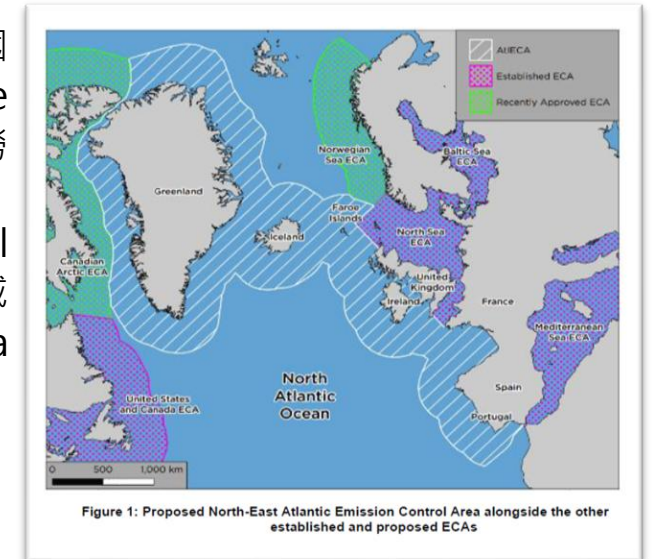 國
e
勞
l
或
a
AtlECA
Established ECA
Recently Approved ECA
Norwegian
Sea ECA
Baltic Sea
ECA
Greenland
Faroe
Islands
North Sea
ECA
Iceland
Canadian
Arctic ECA
United
Kingdom
Ireland
France
Mediterranean
Sea ECA
North
Atlantic
Ocean
United States
and Canada ECA
Spain
Portugal
0 500 1,000 km
Figure 1: Proposed North-East Atlantic Emission Control Area alongside the other
established and proposed ECAs